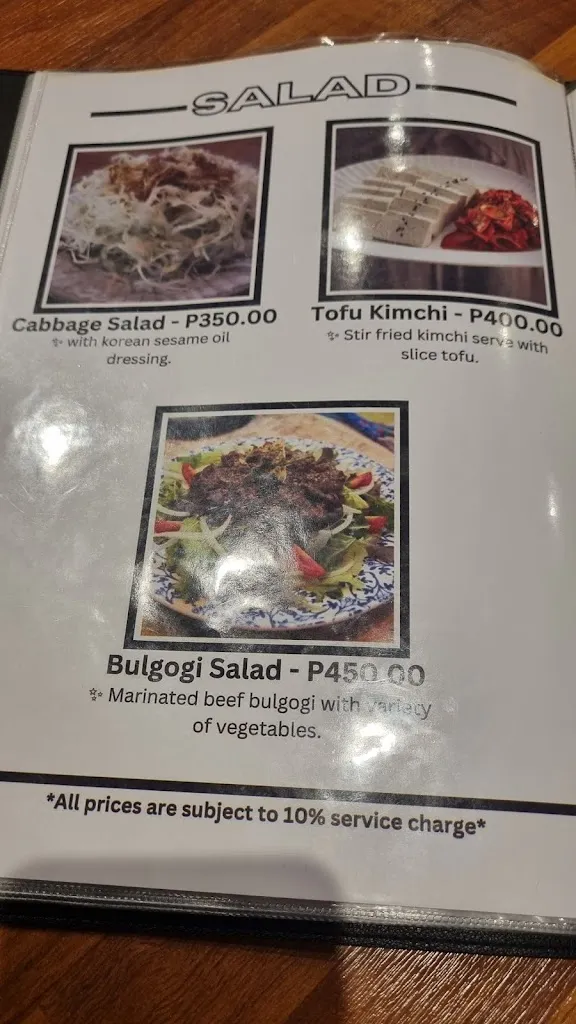 SALAD
Cabbage Salad - P350.00
✨ with korean sesame oil
dressing.
Tofu Kimchi - P400.00
✨ Stir fried kimchi serve with
slice tofu.
Bulgogi Salad - P450.00
✨ Marinated beef bulgogi with variety
of vegetables.
*All prices are subject to 10% service charge*